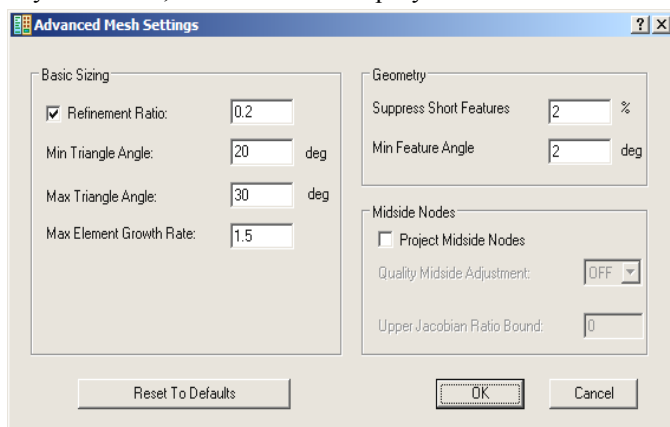 Advanced Mesh Settings
Basic Sizing
Refinement Ratio: 0.2
Min Triangle Angle: 20 deg
Max Triangle Angle: 30 deg
Max Element Growth Rate: 1.5
Geometry
Suppress Short Features 2 %
Min Feature Angle 2 deg
Midside Nodes
Project Midside Nodes
Quality Midside Adjustment: OFF
Upper Jacobian Ratio Bound: 0
Reset To Defaults
OK
Cancel